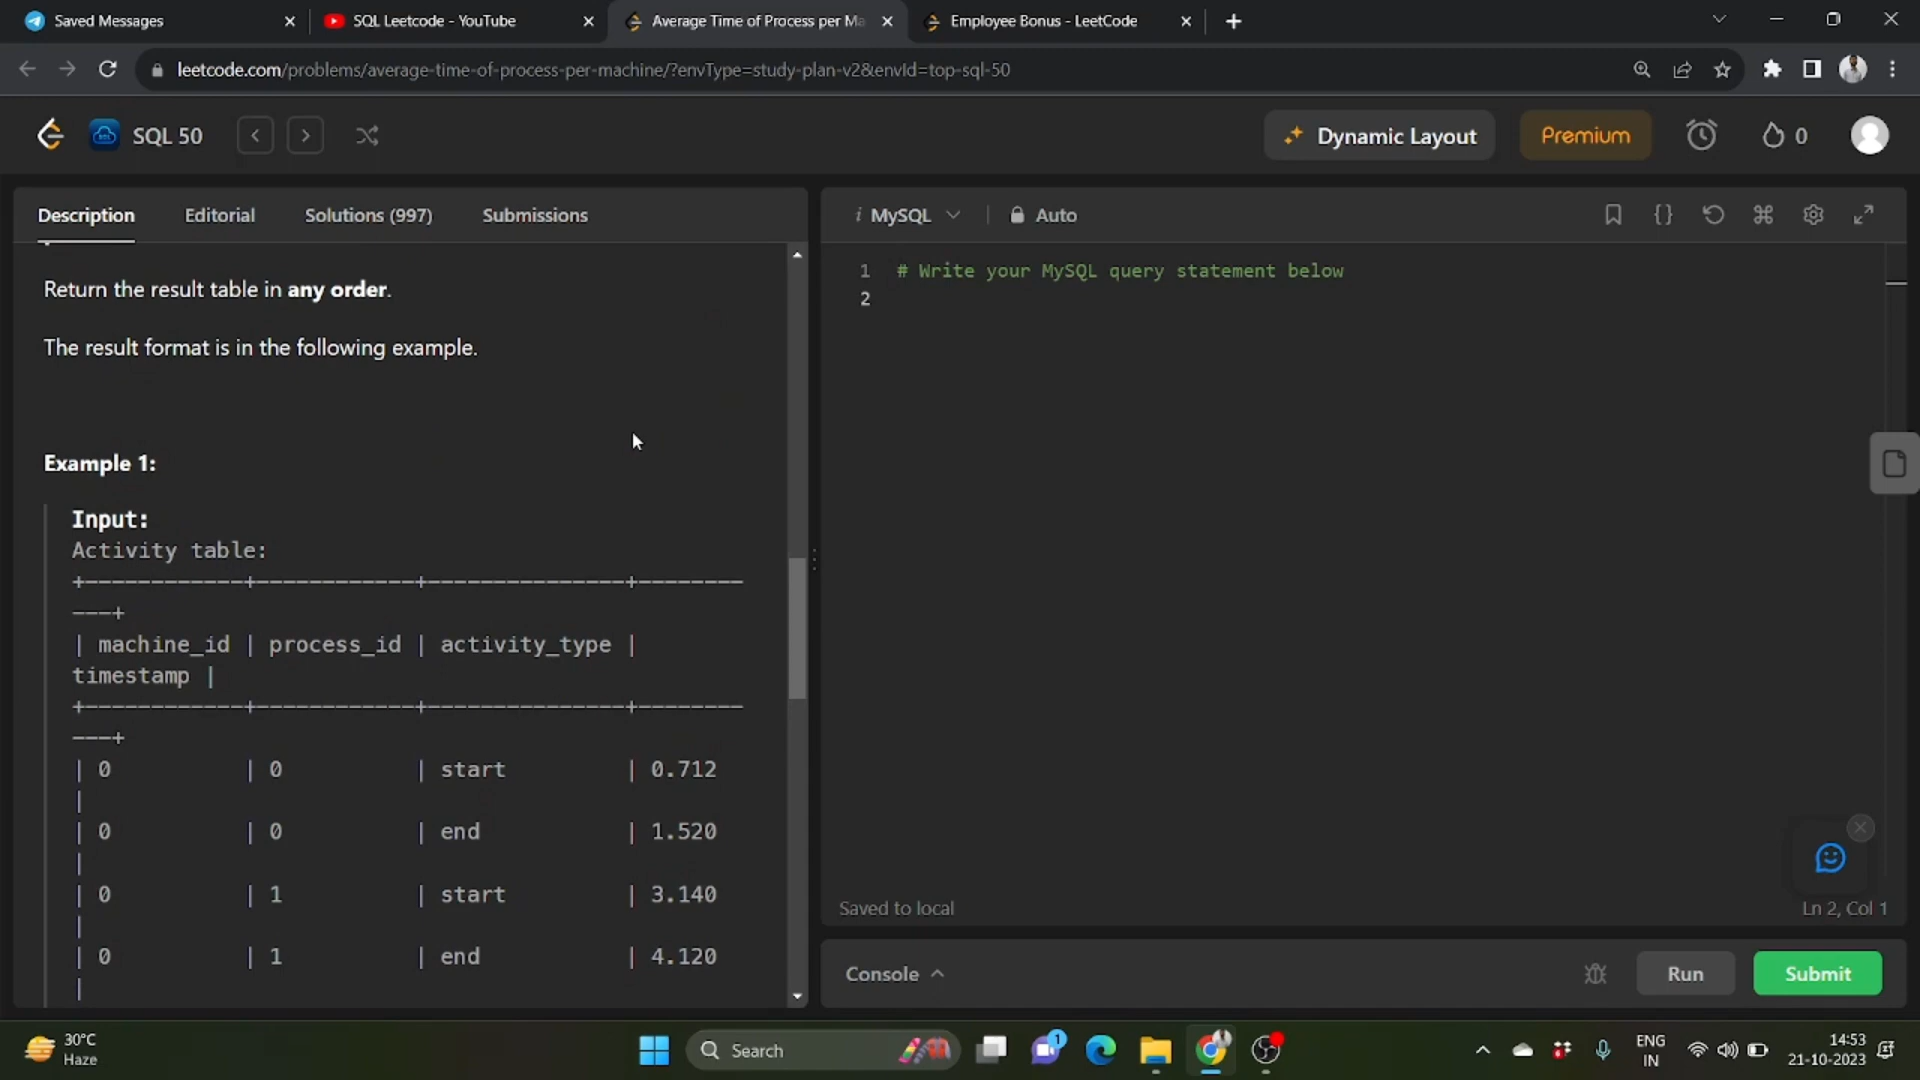 Saved Messages
SQL Leetcode - YouTube
Average Time of Process per Ma
Employee Bonus - LeetCode
leetcode.com/problems/average-time-of-process-per-machine/?envType=study-plan-v2&envId=top-sql-50
SQL 50
Dynamic Layout
Premium
0
Description
Editorial
Solutions (997)
Submissions
i MySQL
Auto
Return the result table in any order.
The result format is in the following example.
Example 1:
Input:
Activity table:
+------------+------------+---------------+--------
---+
| machine_id | process_id | activity_type |
timestamp |
+------------+------------+---------------+--------
---+
| 0 | 0 | start | 0.712
|
| 0 | 0 | end | 1.520
|
| 0 | 1 | start | 3.140
|
| 0 | 1 | end | 4.120
|
1 # Write your MySQL query statement below
2
Saved to local
Ln 2, Col 1
Console
Run
Submit
30°C
Haze
Search
1
ENG
IN
14:53
21-10-2023